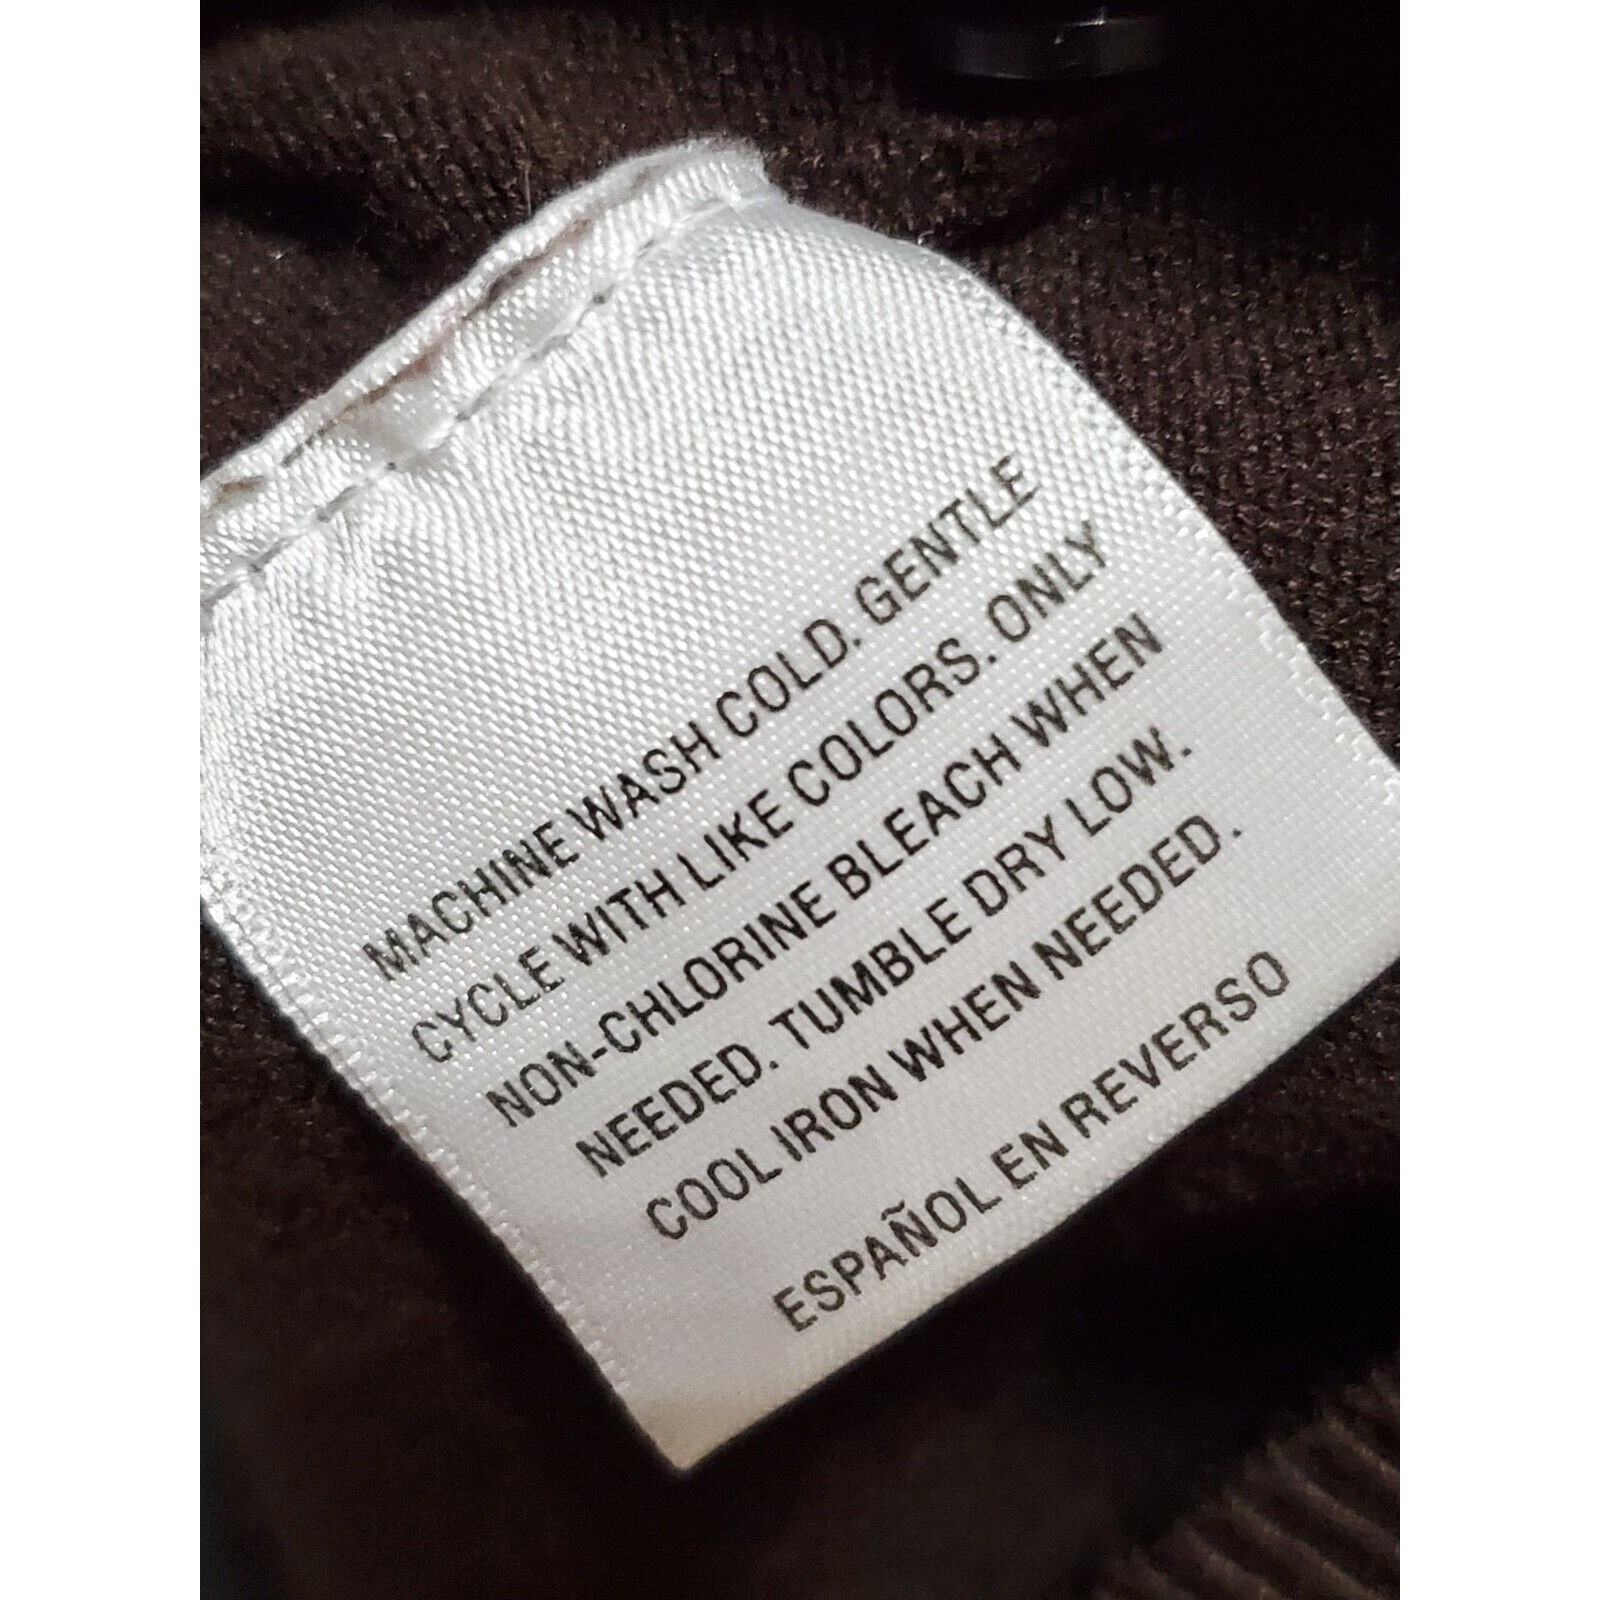 MACHINE WASH COLD. GENTLE
CYCLE WITH LIKE COLORS. ONLY
NON-CHLORINE BLEACH WHEN
NEEDED. TUMBLE DRY LOW.
COOL IRON WHEN NEEDED.
ESPAÑOL EN REVERSO